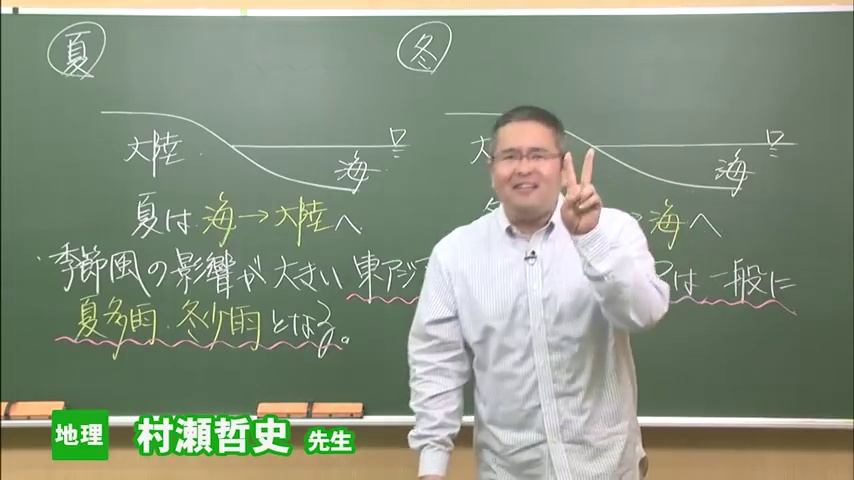 夏
冬
大陸
海
海
夏は 海→大陸へ
海へ
季節風の影響が大きい 東アジ
は一般に
夏多雨・冬少雨となる。
地理
村瀬哲史 先生